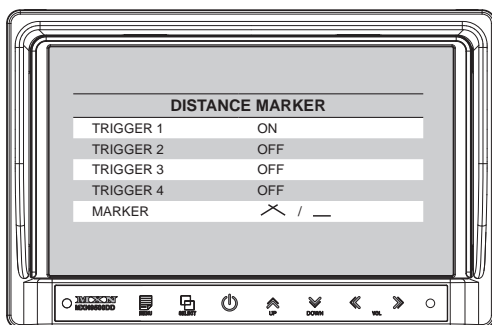 DISTANCE MARKER
TRIGGER 1 ON
TRIGGER 2 OFF
TRIGGER 3 OFF
TRIGGER 4 OFF
MARKER /
MXN
MENU SELECT UP DOWN VOL